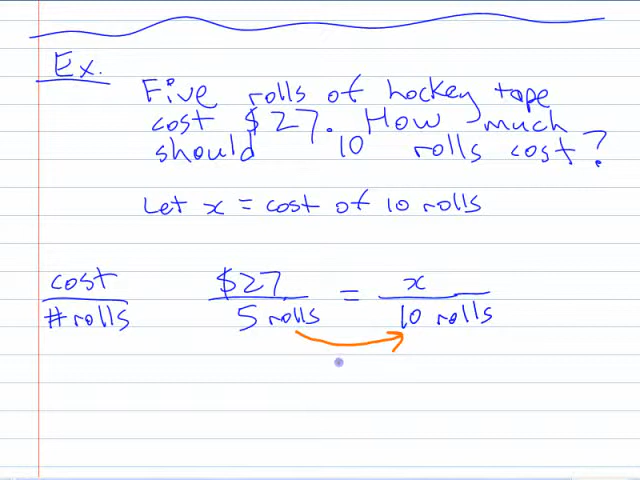 Ex.
Five rolls of hockey tape
cost $27. How much
should 10 rolls cost?
Let x = cost of 10 rolls
cost / # rolls $27 / 5 rolls = x / 10 rolls